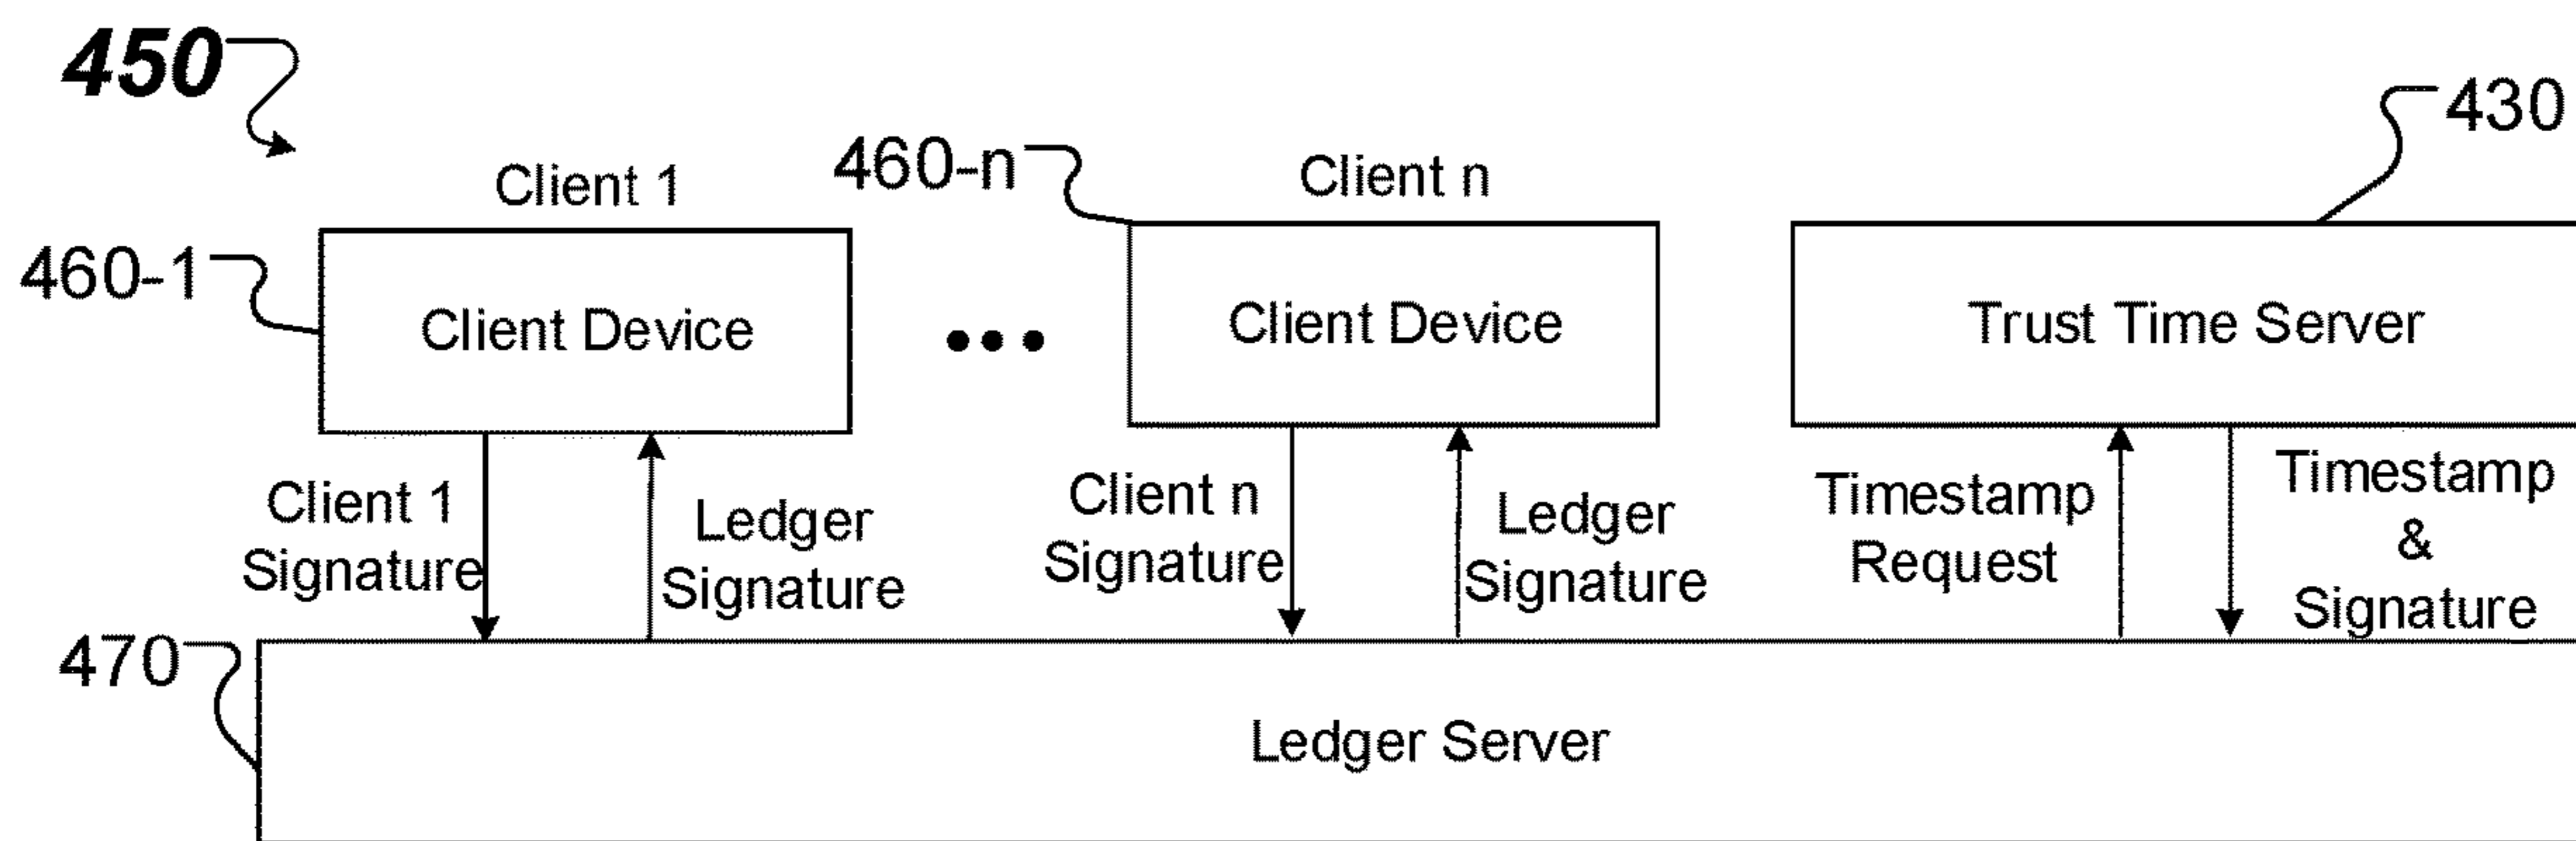 450
430
460-n
Client 1
Client n
460-1
Client Device
Client Device
Trust Time Server
Client 1
Signature
Ledger
Signature
Client n
Signature
Ledger
Signature
Timestamp
Request
Timestamp
&
Signature
470
Ledger Server